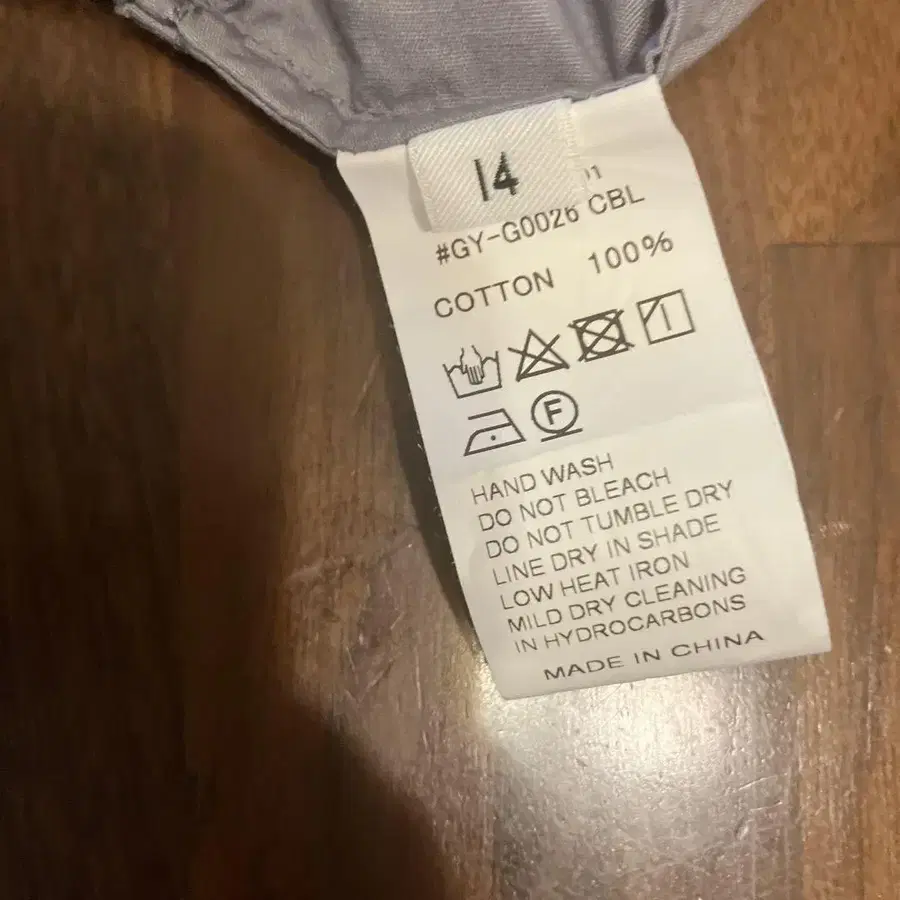 14
#GY-G0026 CBL
COTTON 100%
F
HAND WASH
DO NOT BLEACH
DO NOT TUMBLE DRY
LINE DRY IN SHADE
LOW HEAT IRON
MILD DRY CLEANING
IN HYDROCARBONS
MADE IN CHINA